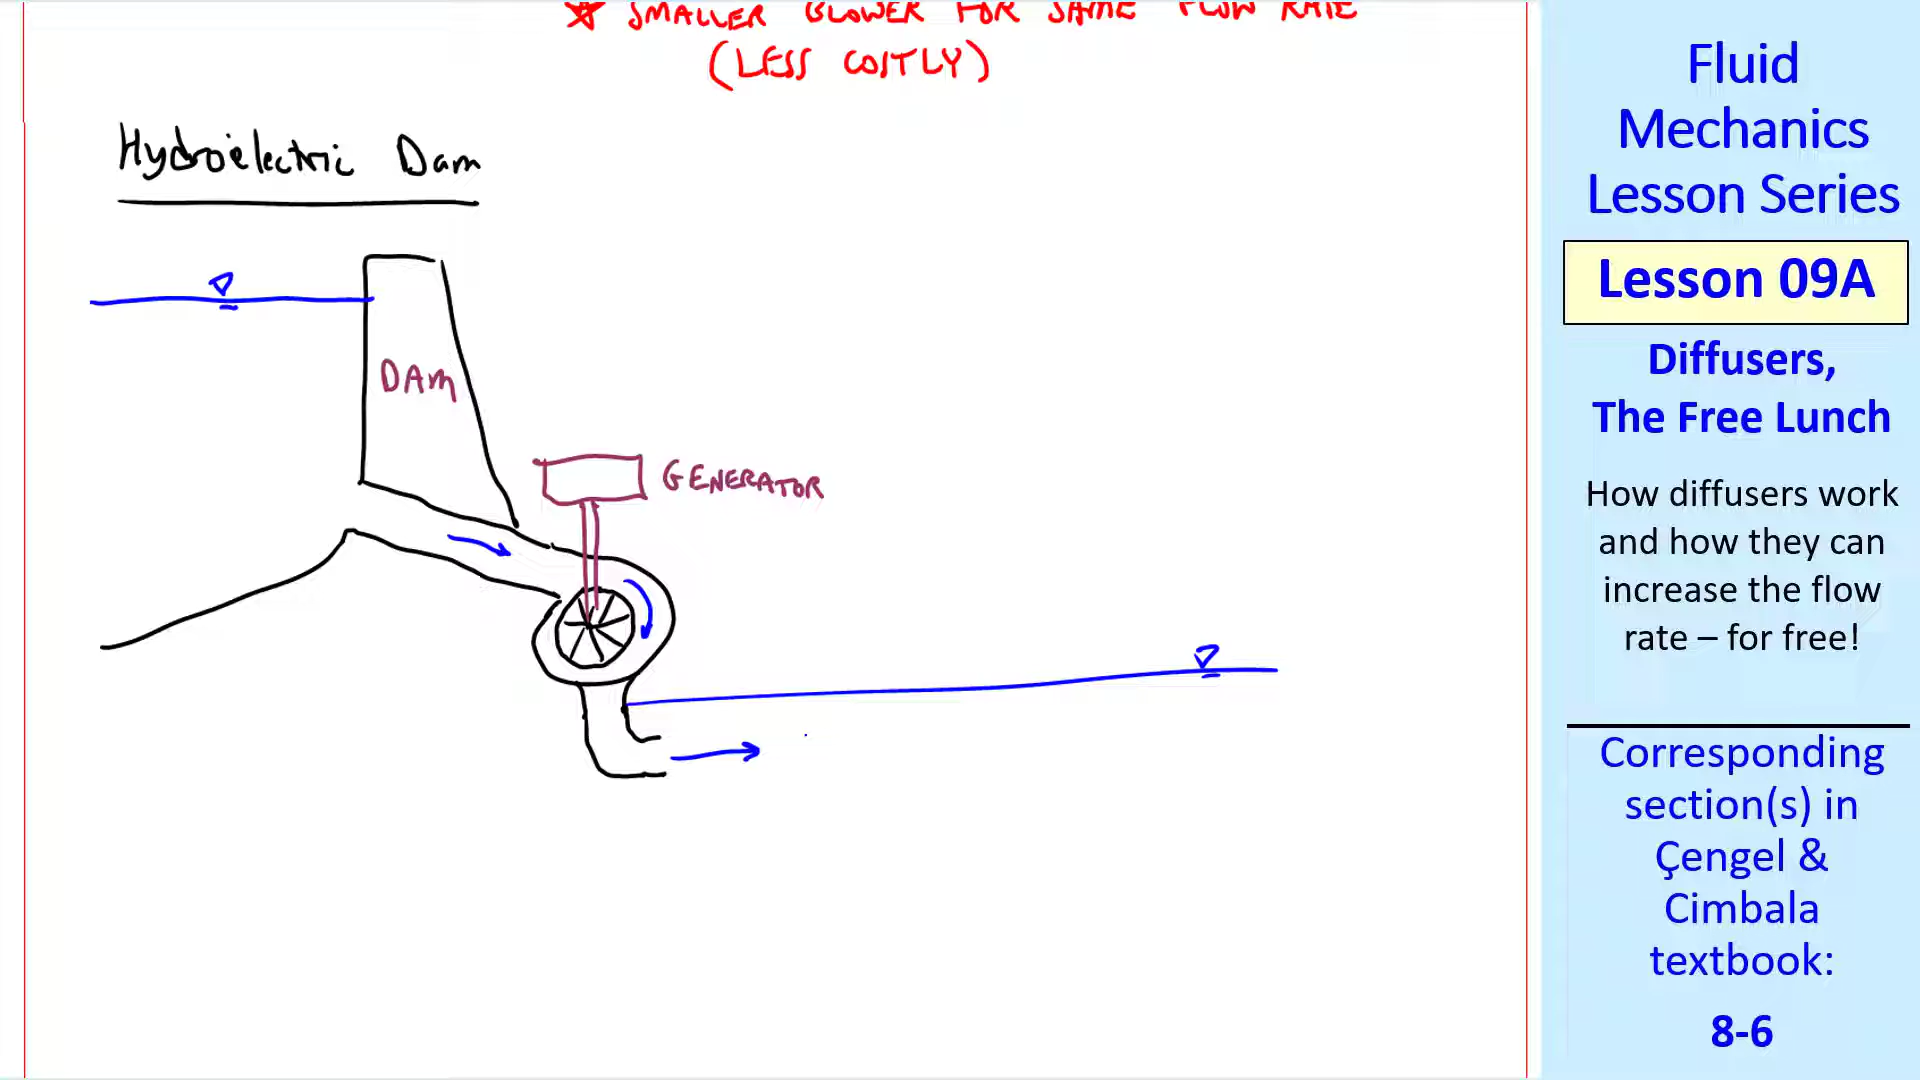 ☆ SMALLER BLOWER FOR SAME FLOW RATE
(LESS COSTLY)
Hydroelectric Dam
DAM
GENERATOR
Fluid
Mechanics
Lesson Series
Lesson 09A
Diffusers,
The Free Lunch
How diffusers work
and how they can
increase the flow
rate – for free!
Corresponding
section(s) in
Çengel &
Cimbala
textbook:
8-6